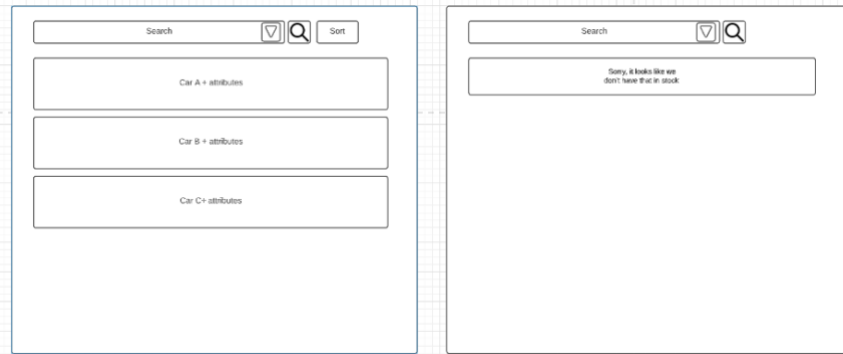 Search
Sort
Car A + attributes
Car B + attributes
Car C+ attributes
Search
Sorry, it looks like we
don't have that in stock